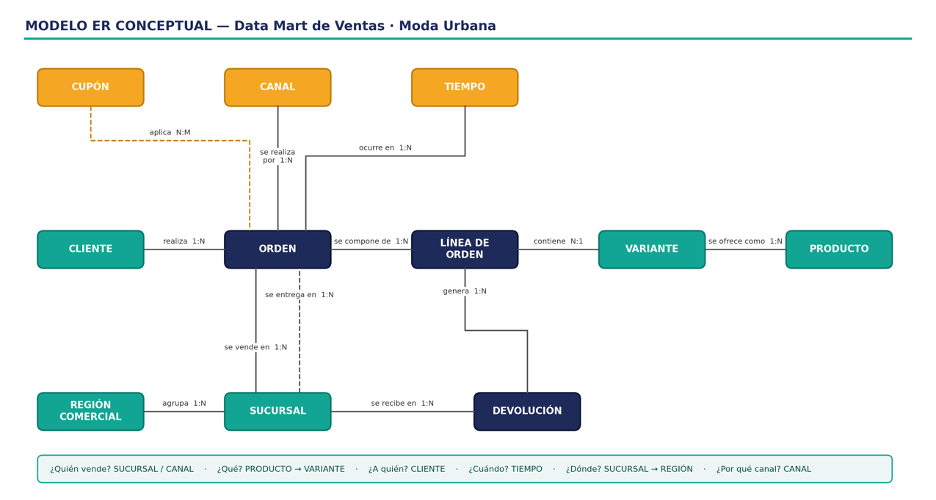 MODELO ER CONCEPTUAL — Data Mart de Ventas · Moda Urbana
CUPÓN
CANAL
TIEMPO
aplica N:M
se realiza
por 1:N
ocurre en 1:N
CLIENTE
realiza 1:N
ORDEN
se compone de 1:N
LÍNEA DE
ORDEN
contiene N:1
VARIANTE
se ofrece como 1:N
PRODUCTO
se entrega en 1:N
genera 1:N
se vende en 1:N
REGIÓN
COMERCIAL
agrupa 1:N
SUCURSAL
se recibe en 1:N
DEVOLUCIÓN
¿Quién vende? SUCURSAL / CANAL · ¿Qué? PRODUCTO → VARIANTE · ¿A quién? CLIENTE · ¿Cuándo? TIEMPO · ¿Dónde? SUCURSAL → REGIÓN · ¿Por qué canal? CANAL